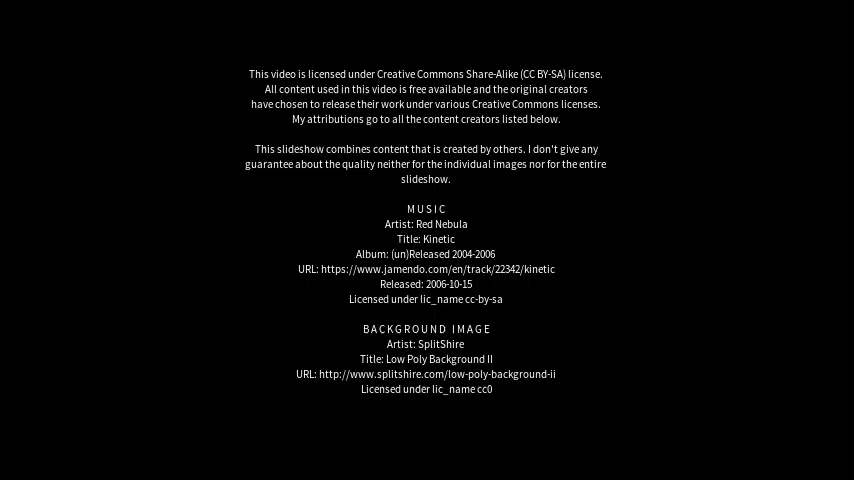 This video is licensed under Creative Commons Share-Alike (CC BY-SA) license.
All content used in this video is free available and the original creators
have chosen to release their work under various Creative Commons licenses.
My attributions go to all the content creators listed below.
This slideshow combines content that is created by others. I don't give any
guarantee about the quality neither for the individual images nor for the entire
slideshow.
MUSIC
Artist: Red Nebula
Title: Kinetic
Album: (un)Released 2004-2006
URL: https://www.jamendo.com/en/track/22342/kinetic
Released: 2006-10-15
Licensed under lic_name cc-by-sa
BACKGROUND IMAGE
Artist: SplitShire
Title: Low Poly Background II
URL: http://www.splitshire.com/low-poly-background-ii
Licensed under lic_name cc0